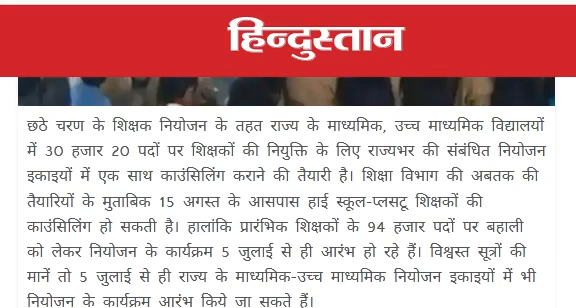 हिन्दुस्तान
छठे चरण के शिक्षक नियोजन के तहत राज्य के माध्यमिक, उच्च माध्यमिक विद्यालयों
में 30 हजार 20 पदों पर शिक्षकों की नियुक्ति के लिए राज्यभर की संबंधित नियोजन
इकाइयों में एक साथ काउंसिलिंग कराने की तैयारी है। शिक्षा विभाग की अबतक की
तैयारियों के मुताबिक 15 अगस्त के आसपास हाई स्कूल-प्लसटू शिक्षकों की
काउंसिलिंग हो सकती है। हालांकि प्रारंभिक शिक्षकों के 94 हजार पदों पर बहाली
को लेकर नियोजन के कार्यक्रम 5 जुलाई से ही आरंभ हो रहे हैं। विश्वस्त सूत्रों की
मानें तो 5 जुलाई से ही राज्य के माध्यमिक-उच्च माध्यमिक नियोजन इकाइयों में भी
नियोजन के कार्यक्रम आरंभ किये जा सकते हैं।